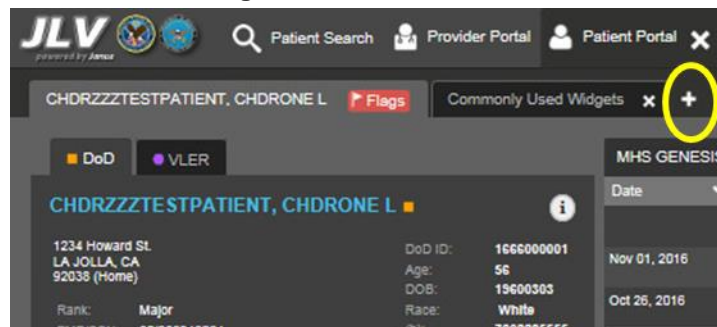 JLV Patient Search Provider Portal Patient Portal
powered by Janus
CHDRZZZTESTPATIENT, CHDRONE L Flags Commonly Used Widgets
DoD VLER MHS GENESIS
CHDRZZZTESTPATIENT, CHDRONE L Date
1234 Howard St. DoD ID: 1666000001
LA JOLLA, CA Age: 56 Nov 01, 2016
92038 (Home) DOB: 19600303
Rank: Major Race: White Oct 26, 2016